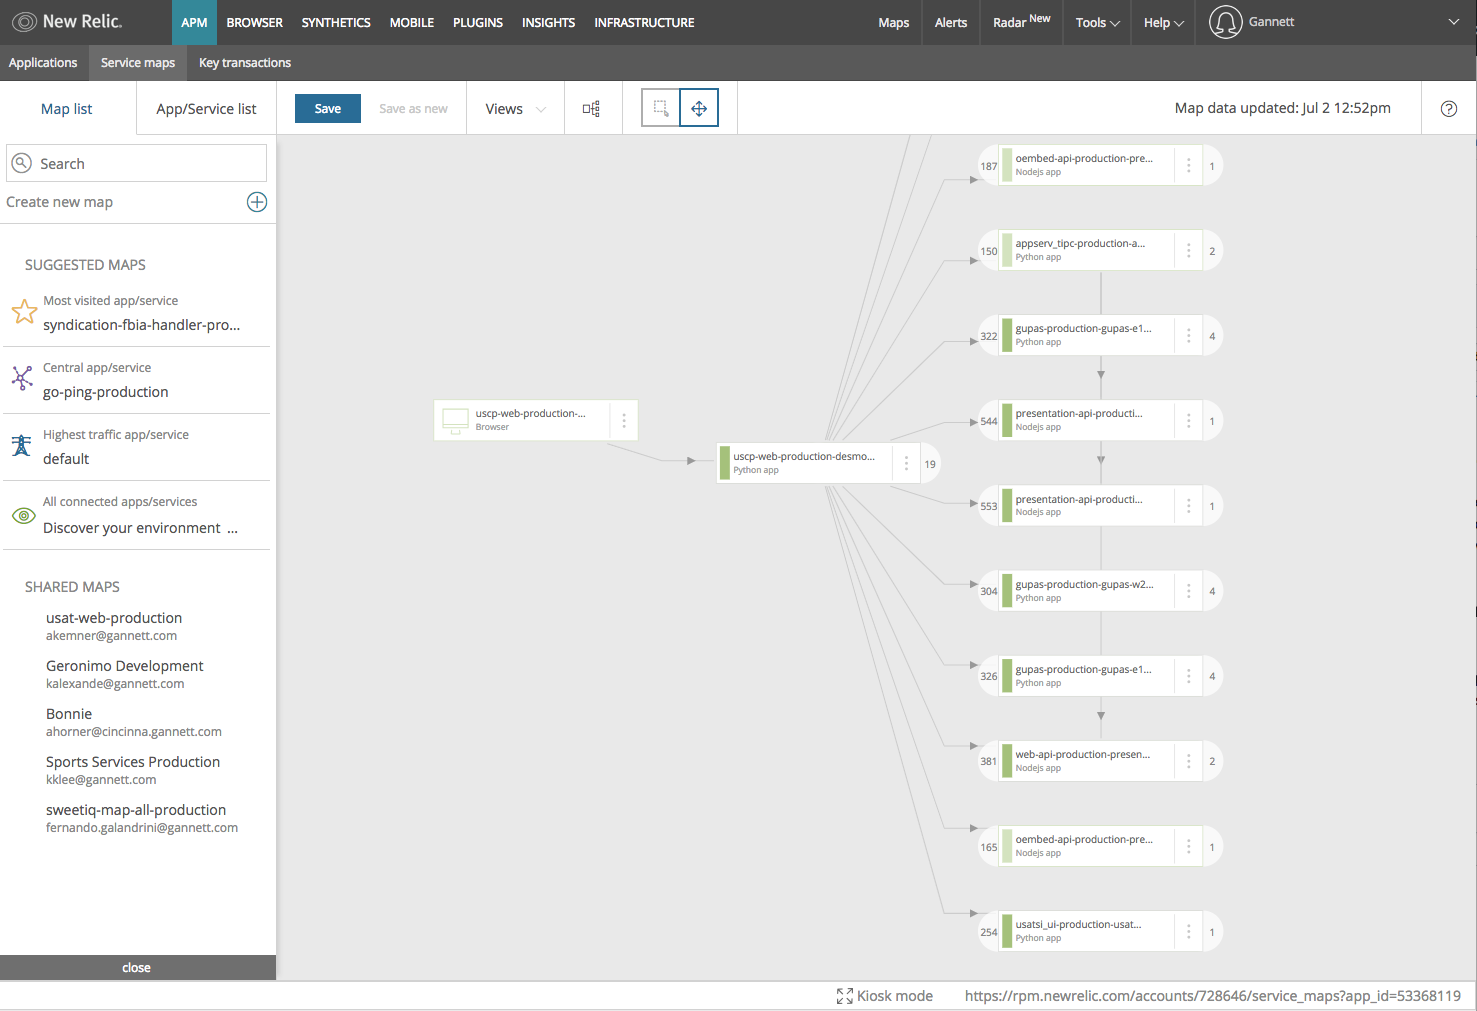 New Relic.
APM BROWSER SYNTHETICS MOBILE PLUGINS INSIGHTS INFRASTRUCTURE Maps Alerts Radar New Tools Help Gannett
Applications Service maps Key transactions
Map list App/Service list Save Save as new Views Map data updated: Jul 2 12:52pm
Search
Create new map
SUGGESTED MAPS
Most visited app/service
syndication-fbia-handler-pro...
Central app/service
go-ping-production
Highest traffic app/service
default
All connected apps/services
Discover your environment ...
SHARED MAPS
usat-web-production
akemner@gannett.com
Geronimo Development
kalexande@gannett.com
Bonnie
ahorner@cincinna.gannett.com
Sports Services Production
kklee@gannett.com
sweetiq-map-all-production
fernando.galandrini@gannett.com
close
uscp-web-production-...
Browser
uscp-web-production-desmo...
Python app
19
187 oembed-api-production-pre... 1
Nodejs app
150 appserv_tipc-production-a... 2
Python app
322 gupas-production-gupas-e1... 4
Python app
544 presentation-api-producti... 1
Nodejs app
553 presentation-api-producti... 1
Nodejs app
304 gupas-production-gupas-w2... 4
Python app
326 gupas-production-gupas-e1... 4
Python app
381 web-api-production-presen... 2
Nodejs app
165 oembed-api-production-pre... 1
Nodejs app
254 usatsi_ui-production-usat... 1
Python app
Kiosk mode https://rpm.newrelic.com/accounts/728646/service_maps?app_id=53368119